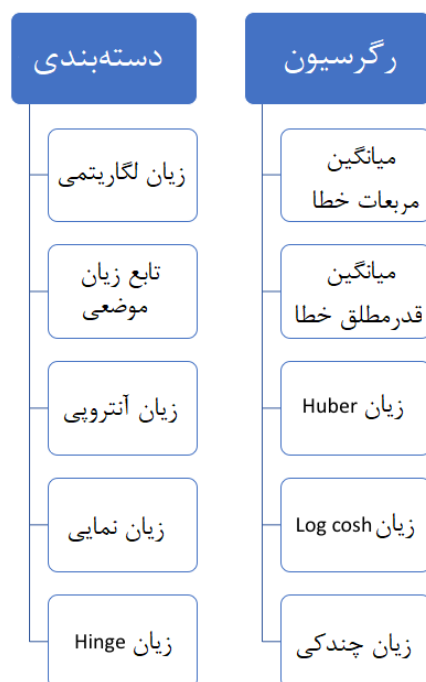 رگرسیون
میانگین
مربعات خطا
میانگین
قدرمطلق خطا
زیان Huber
زیان Log cosh
زیان چندکی
دسته‌بندی
زیان لگاریتمی
تابع زیان
موضعی
زیان آنتروپی
زیان نمایی
زیان Hinge